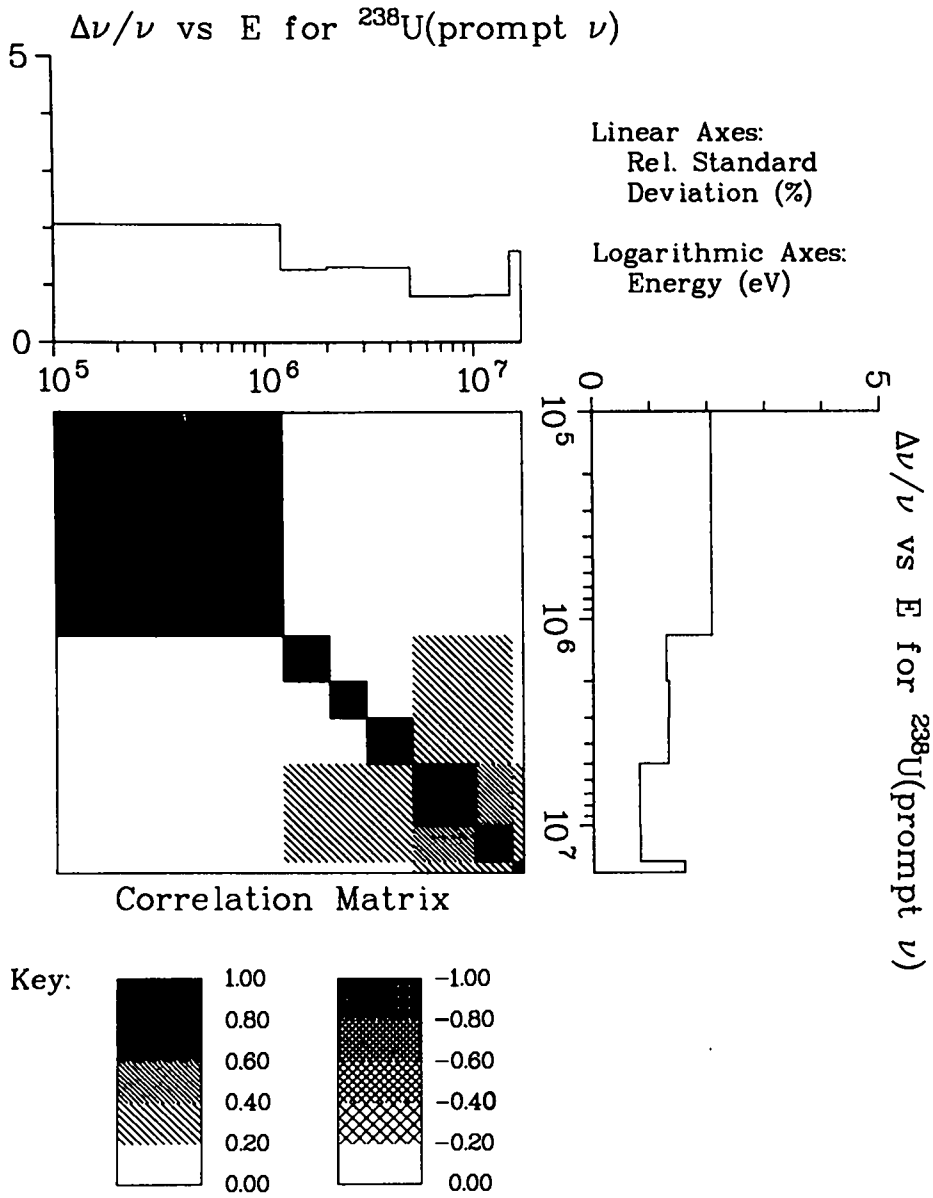 Δν/ν vs E for ²³⁸U(prompt ν)
5
0
10⁵
10⁶
10⁷
Linear Axes:
Rel. Standard
Deviation (%)
Logarithmic Axes:
Energy (eV)
0
5
10⁵
10⁶
10⁷
Δν/ν vs E for ²³⁸U(prompt ν)
Correlation Matrix
Key:
1.00
0.80
0.60
0.40
0.20
0.00
-1.00
-0.80
-0.60
-0.40
-0.20
0.00